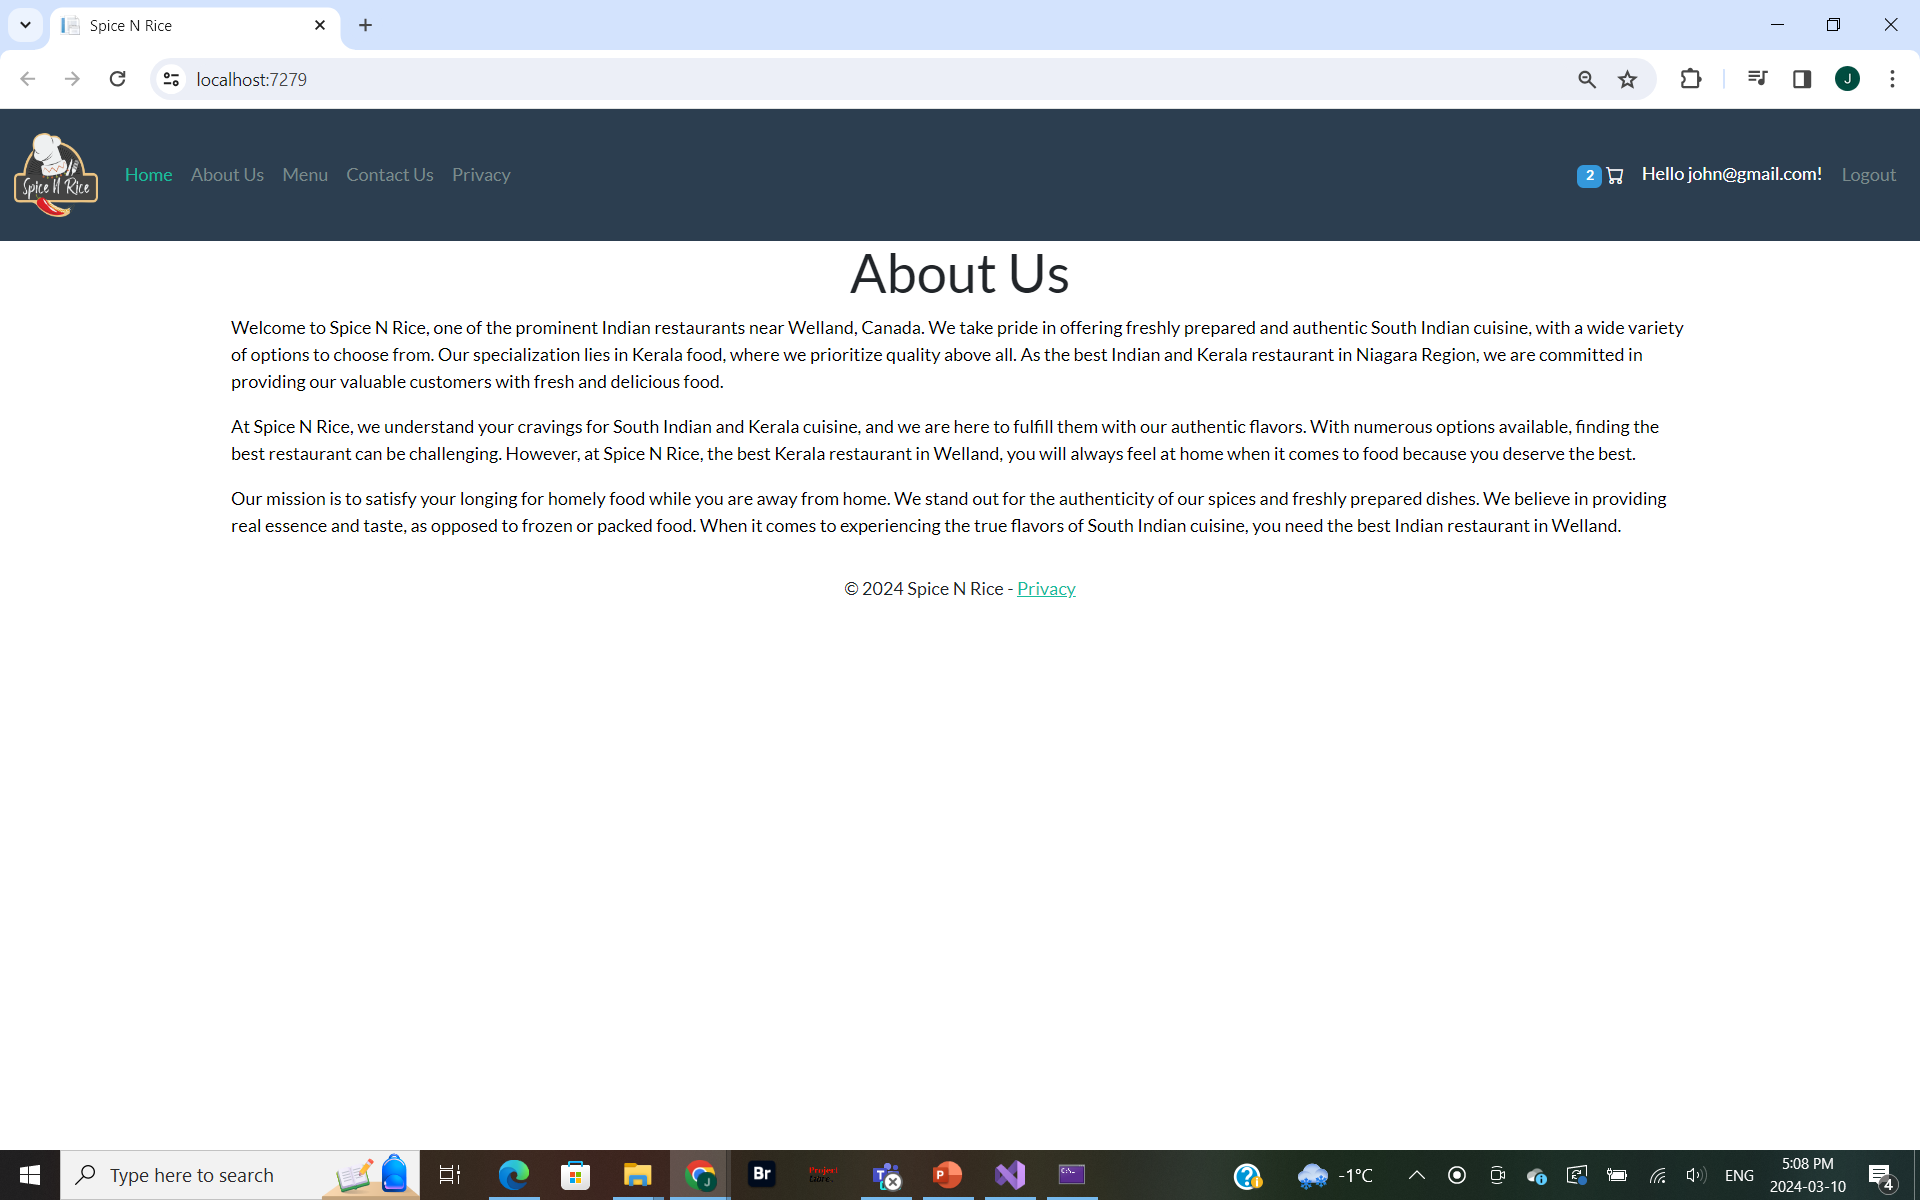 Spice N Rice
localhost:7279
J
Spice N Rice
Home About Us Menu Contact Us Privacy
2 Hello john@gmail.com! Logout
About Us
Welcome to Spice N Rice, one of the prominent Indian restaurants near Welland, Canada. We take pride in offering freshly prepared and authentic South Indian cuisine, with a wide variety
of options to choose from. Our specialization lies in Kerala food, where we prioritize quality above all. As the best Indian and Kerala restaurant in Niagara Region, we are committed in
providing our valuable customers with fresh and delicious food.
At Spice N Rice, we understand your cravings for South Indian and Kerala cuisine, and we are here to fulfill them with our authentic flavors. With numerous options available, finding the
best restaurant can be challenging. However, at Spice N Rice, the best Kerala restaurant in Welland, you will always feel at home when it comes to food because you deserve the best.
Our mission is to satisfy your longing for homely food while you are away from home. We stand out for the authenticity of our spices and freshly prepared dishes. We believe in providing
real essence and taste, as opposed to frozen or packed food. When it comes to experiencing the true flavors of South Indian cuisine, you need the best Indian restaurant in Welland.
© 2024 Spice N Rice - Privacy
Type here to search
J
Br
Project
Libre
T
P
-1°C
ENG
5:08 PM
2024-03-10
4